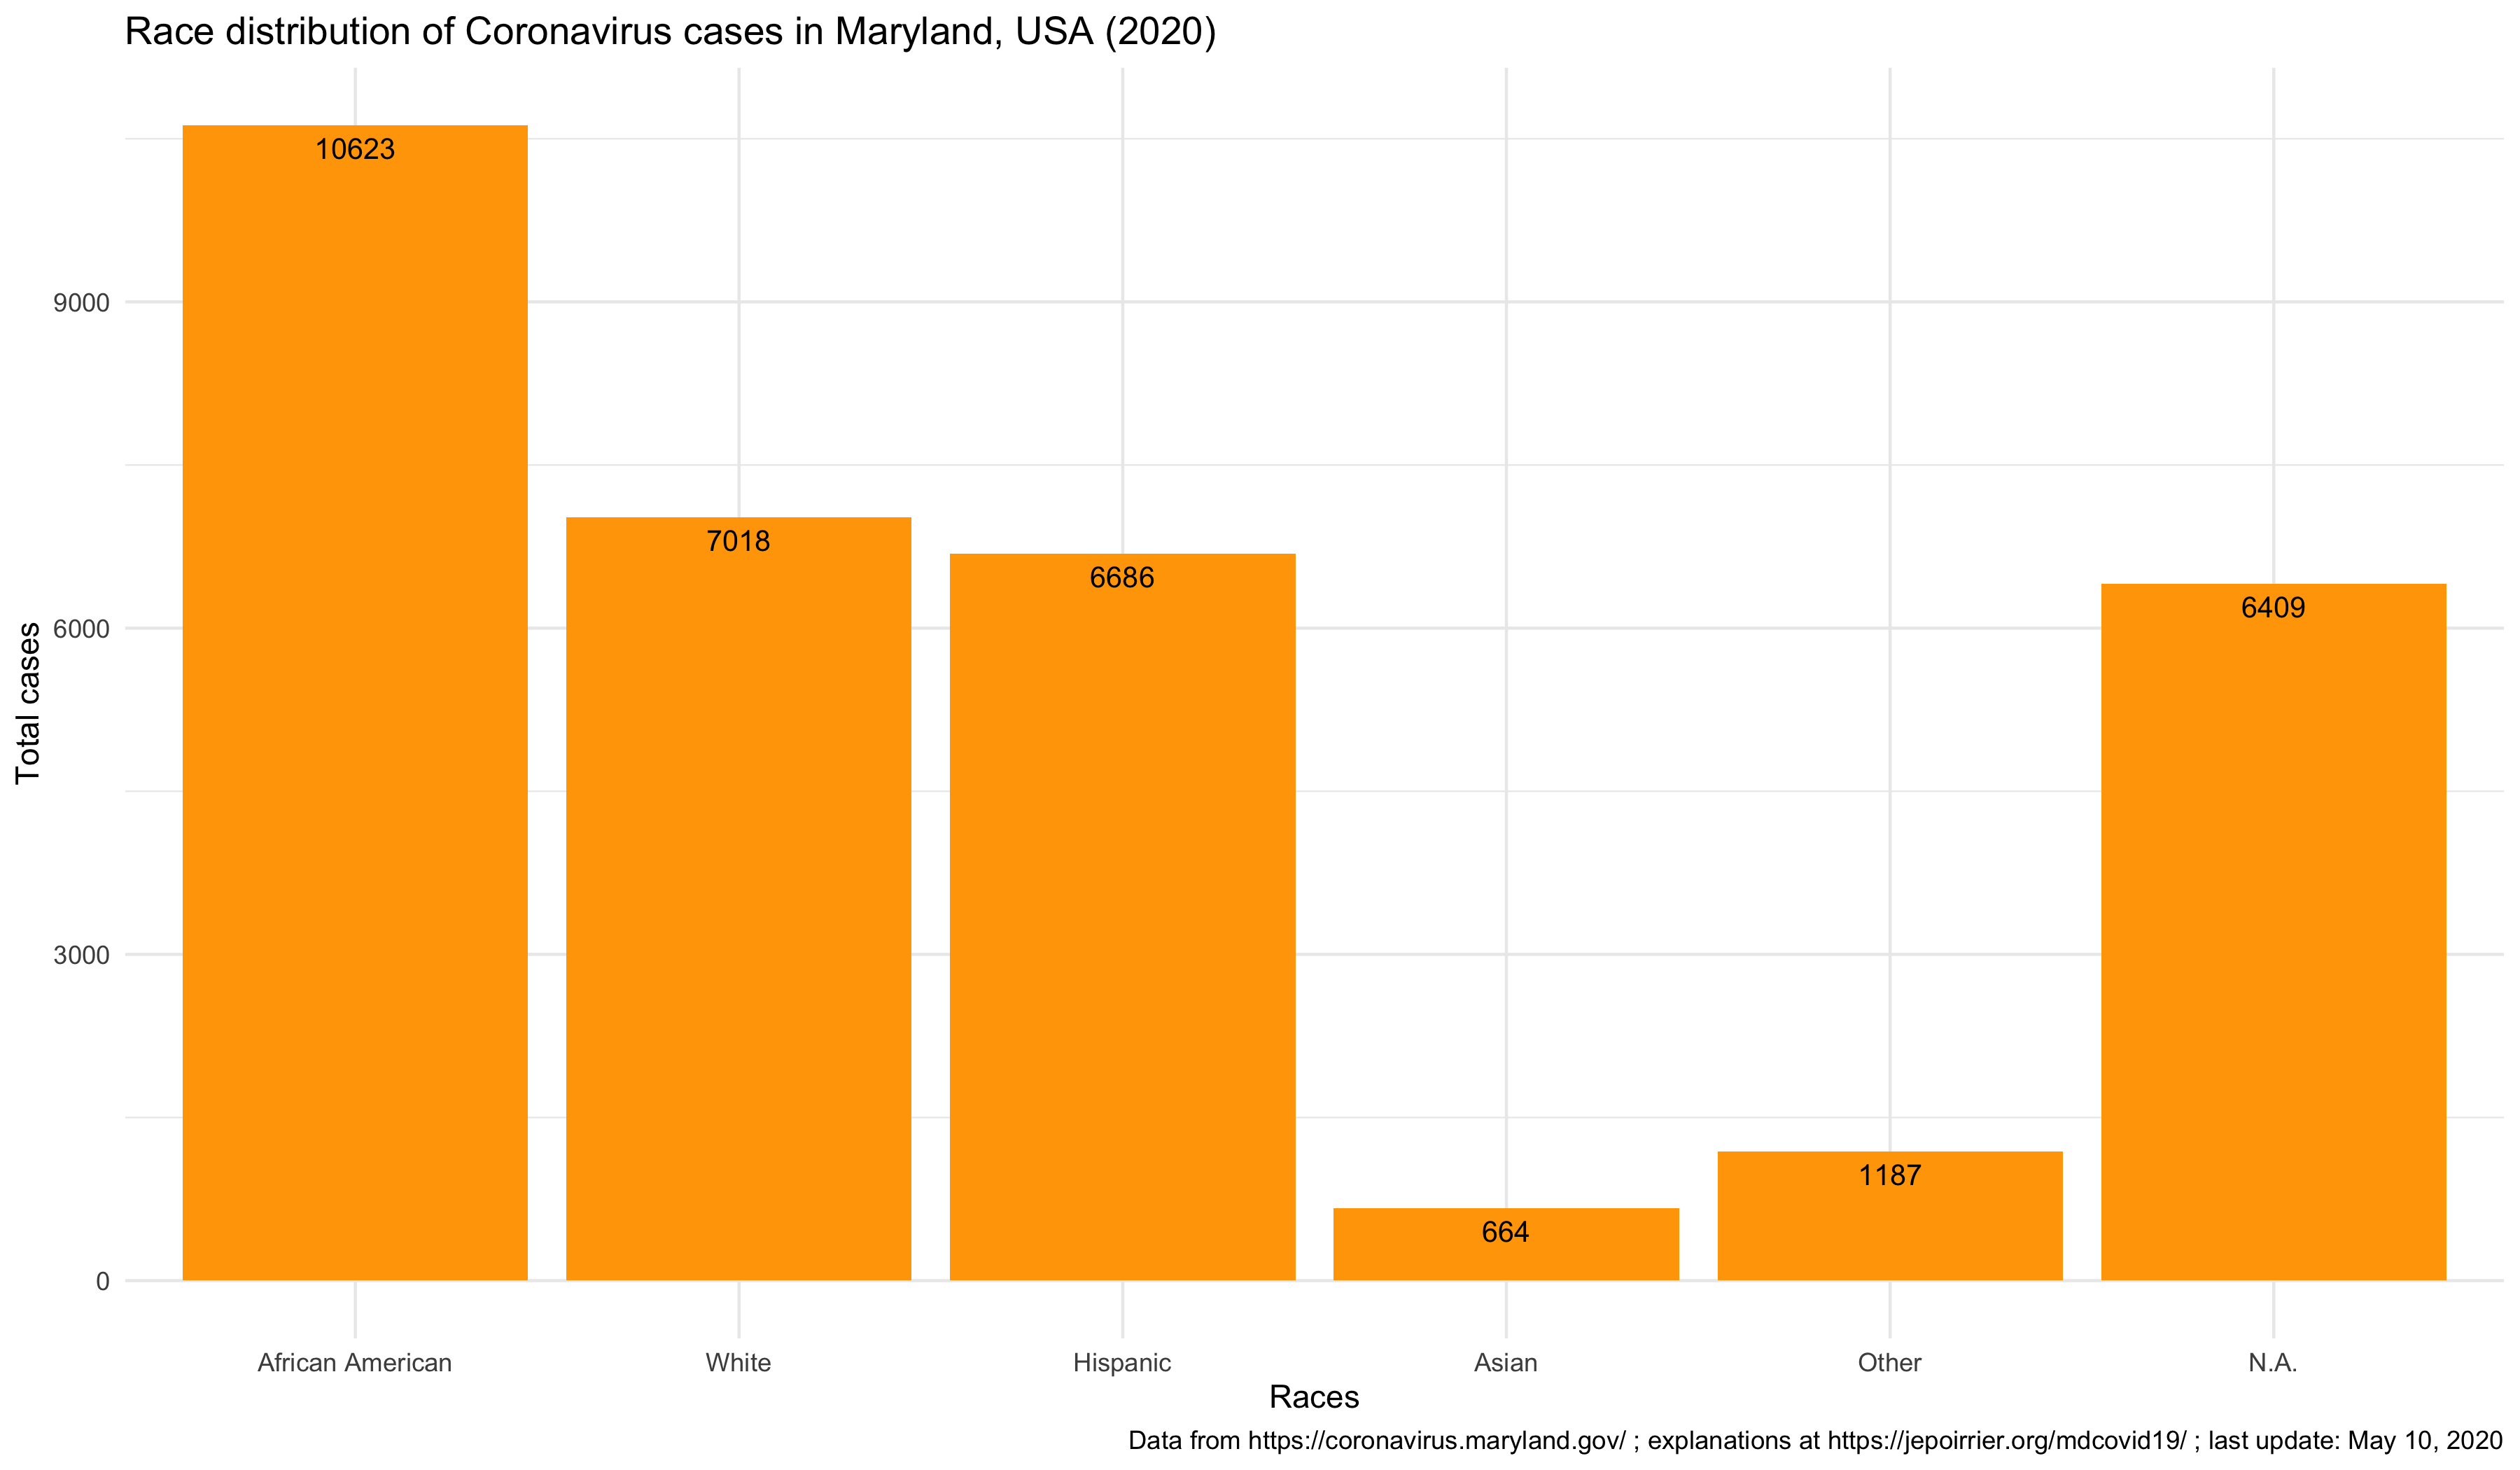 Race distribution of Coronavirus cases in Maryland, USA (2020)
10623
9000
7018
6686
6409
6000
Total cases
3000
1187
664
0
African American White Hispanic Asian Other N.A.
Races
Data from https://coronavirus.maryland.gov/ ; explanations at https://jepoirrier.org/mdcovid19/ ; last update: May 10, 2020